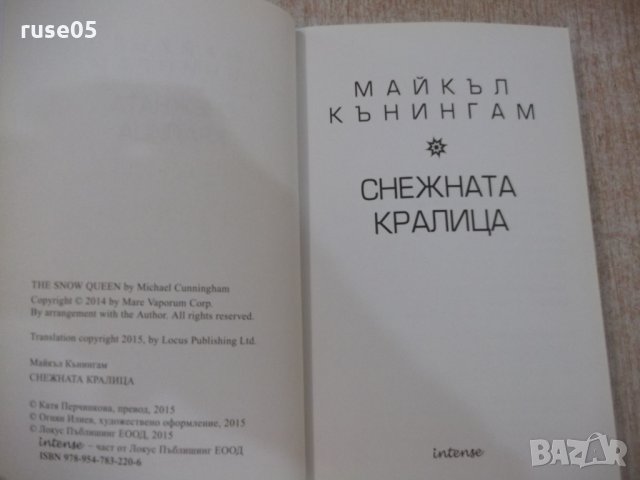 ruse05
THE SNOW QUEEN by Michael Cunningham
Copyright © 2014 by Mare Vaporum Corp.
By arrangement with the Author. All rights reserved.
Translation copyright 2015, by Locus Publishing Ltd.
Майкъл Кънингам
СНЕЖНАТА КРАЛИЦА
© Катя Перчинкова, превод, 2015
© Огнян Илиев, художествено оформление, 2015
© Локус Пъблишинг ЕООД, 2015
intense – част от Локус Пъблишинг ЕООД
ISBN 978-954-783-220-6
МАЙКЪЛ
КЪНИНГАМ
СНЕЖНАТА
КРАЛИЦА
intense
BAZAR
bg